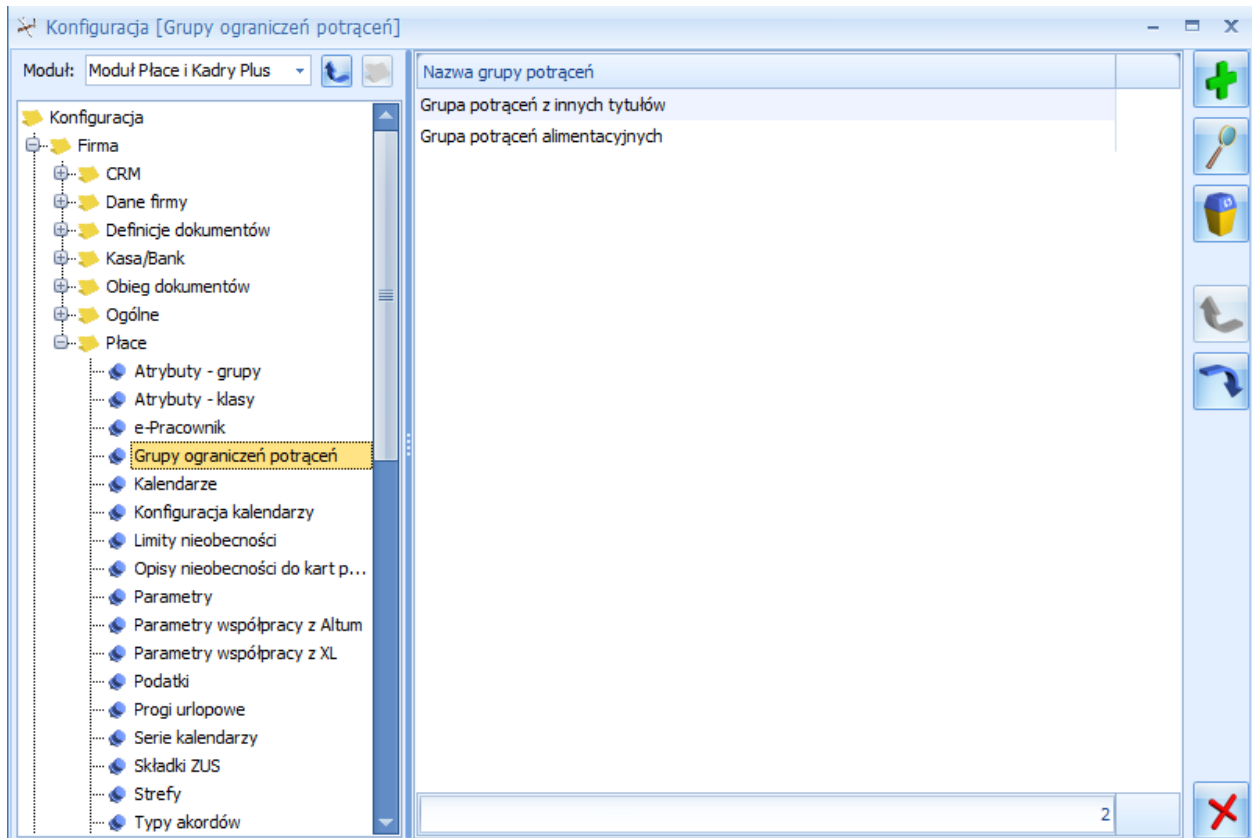 Konfiguracja [Grupy ograniczeń potrąceń]
Moduł: Moduł Płace i Kadry Plus
Konfiguracja
Firma
CRM
Dane firmy
Definicje dokumentów
Kasa/Bank
Obieg dokumentów
Ogólne
Płace
Atrybuty - grupy
Atrybuty - klasy
e-Pracownik
Grupy ograniczeń potrąceń
Kalendarze
Konfiguracja kalendarzy
Limity nieobecności
Opisy nieobecności do kart p...
Parametry
Parametry współpracy z Altum
Parametry współpracy z XL
Podatki
Progi urlopowe
Serie kalendarzy
Składki ZUS
Strefy
Typy akordów
Nazwa grupy potrąceń
Grupa potrąceń z innych tytułów
Grupa potrąceń alimentacyjnych
2